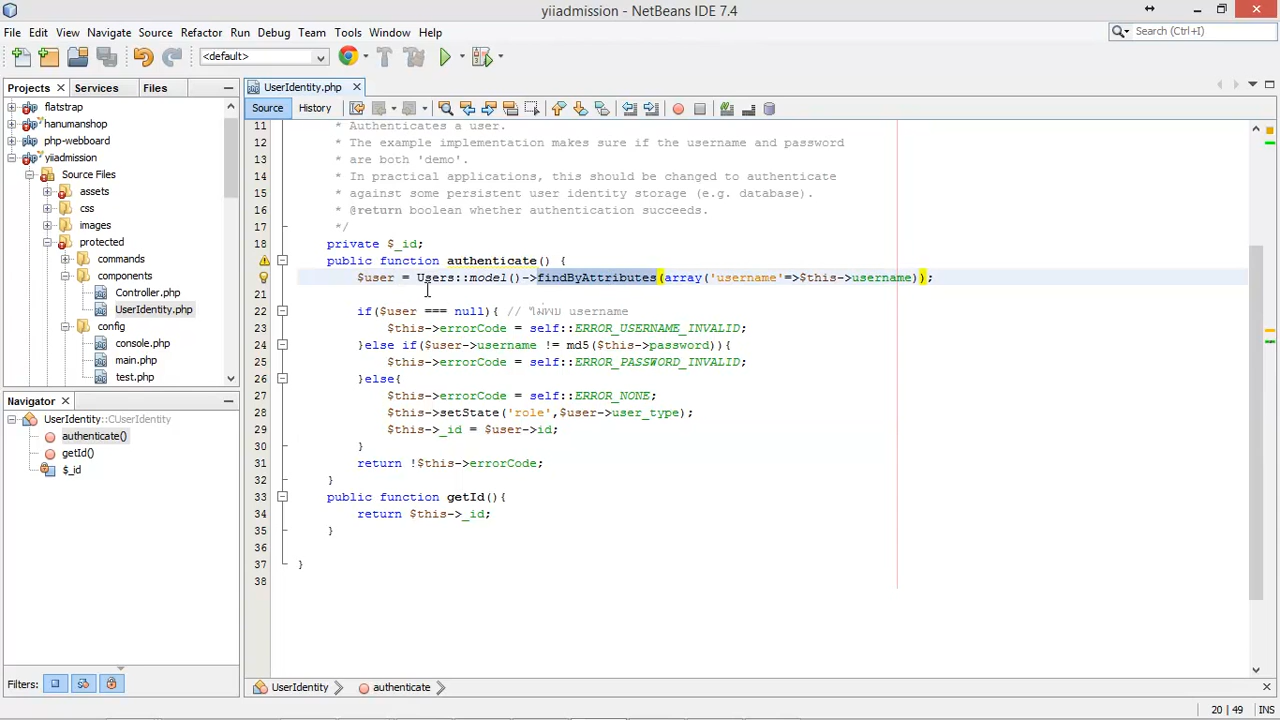 yiiadmission - NetBeans IDE 7.4
File Edit View Navigate Source Refactor Run Debug Team Tools Window Help
Search (Ctrl+I)
<default>
Projects Services Files
UserIdentity.php
Source History
flatstrap
hanumanshop
php-webboard
yiiadmission
Source Files
assets
css
images
protected
commands
components
Controller.php
UserIdentity.php
config
console.php
main.php
test.php
Navigator
UserIdentity::CUserIdentity
authenticate()
getId()
$_id
Filters:
11 * Authenticates a user.
12 * The example implementation makes sure if the username and password
13 * are both 'demo'.
14 * In practical applications, this should be changed to authenticate
15 * against some persistent user identity storage (e.g. database).
16 * @return boolean whether authentication succeeds.
17 */
18 private $_id;
public function authenticate() {
$user = Users::model()->findByAttributes(array('username'=>$this->username));
21
22 if($user === null){ // ไม่พบ username
23 $this->errorCode = self::ERROR_USERNAME_INVALID;
24 }else if($user->username != md5($this->password)){
25 $this->errorCode = self::ERROR_PASSWORD_INVALID;
26 }else{
27 $this->errorCode = self::ERROR_NONE;
28 $this->setState('role',$user->user_type);
29 $this->_id = $user->id;
30 }
31 return !$this->errorCode;
32 }
33 public function getId(){
34 return $this->_id;
35 }
36
37 }
38
UserIdentity authenticate
20 | 49 INS